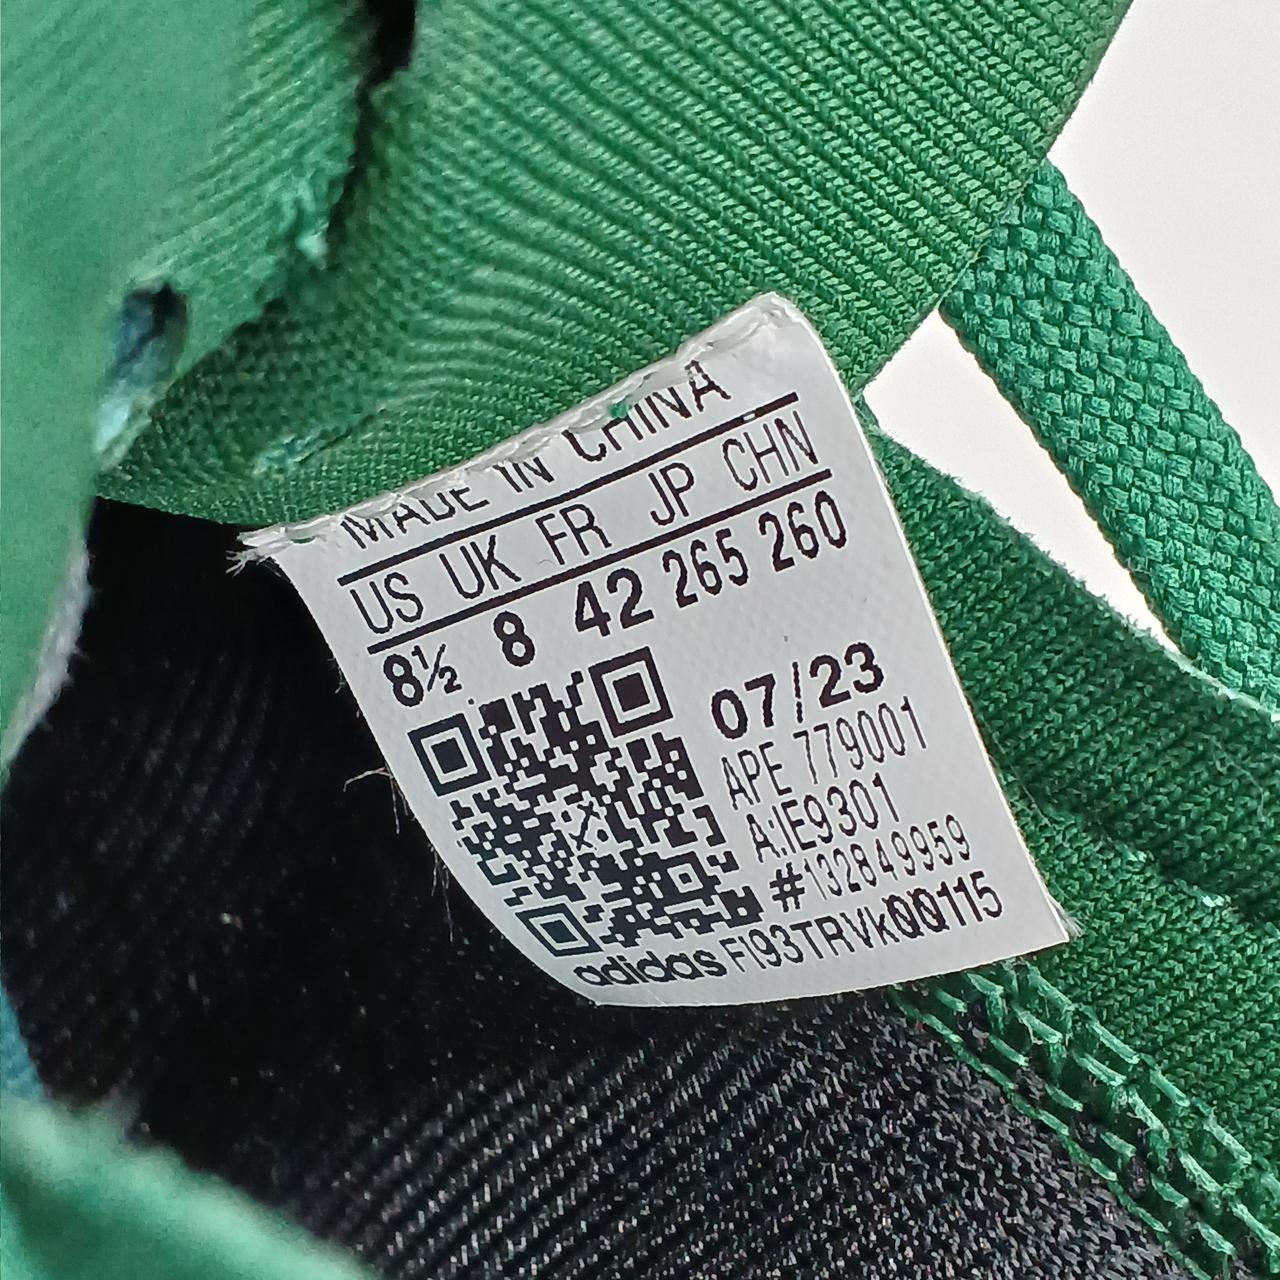 MADE IN CHINA
US UK FR JP CHN
8½ 8 42 265 260
07/23
APE 779001
A:IE9301
#132849959
adidas FI93TRVkQQ115